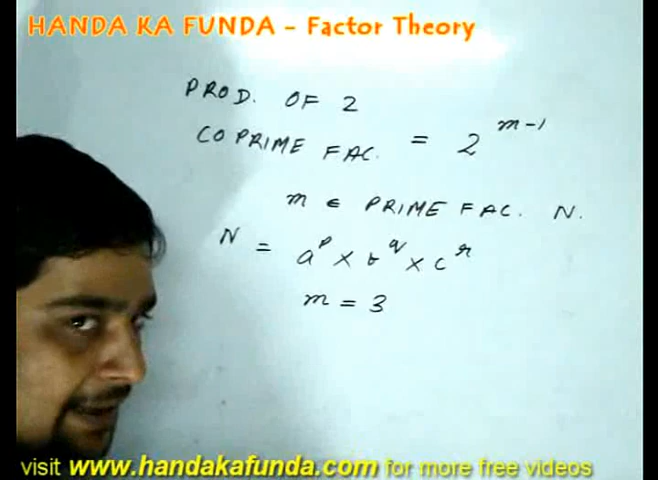 HANDA KA FUNDA - Factor Theory
PROD. OF 2
COPRIME FAC. = 2^{m-1}
m ∈ PRIME FAC. N.
N = a^p × b^q × c^r
m = 3
visit www.handakafunda.com for more free videos